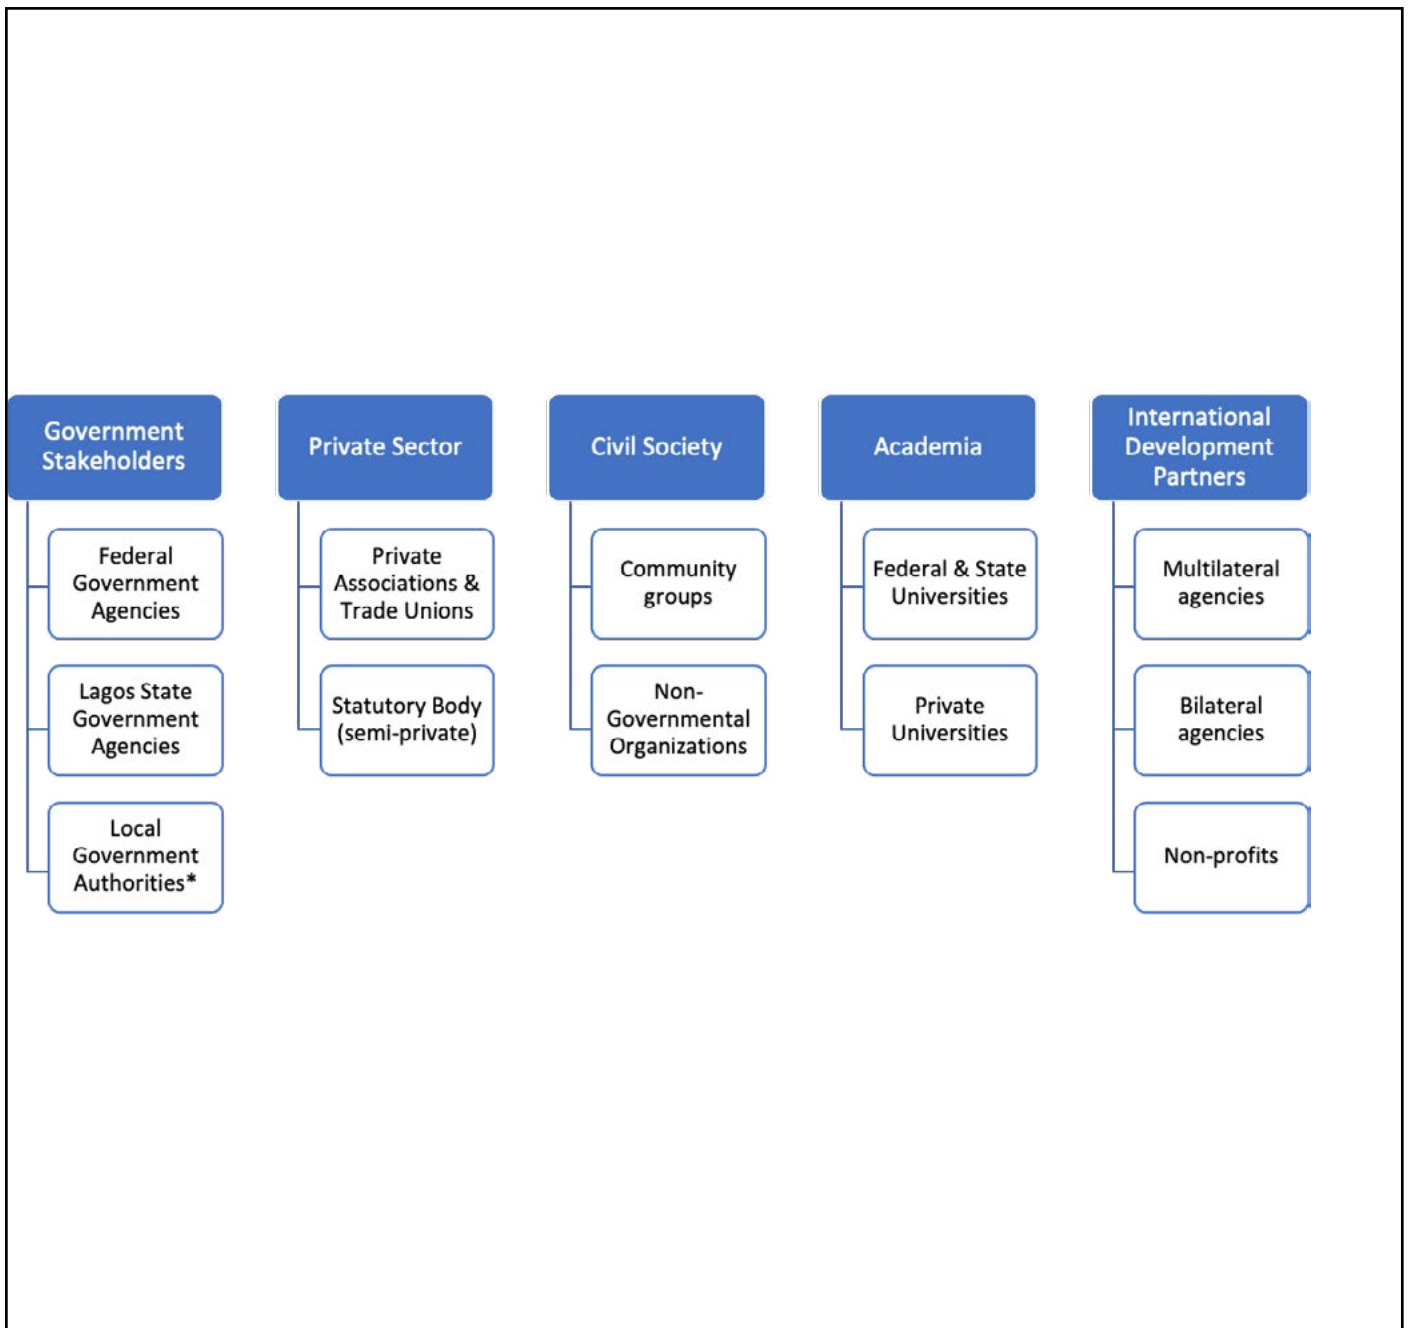 Government
Stakeholders
Federal
Government
Agencies
Lagos State
Government
Agencies
Local
Government
Authorities*
Private Sector
Private
Associations &
Trade Unions
Statutory Body
(semi-private)
Civil Society
Community
groups
Non-
Governmental
Organizations
Academia
Federal & State
Universities
Private
Universities
International
Development
Partners
Multilateral
agencies
Bilateral
agencies
Non-profits